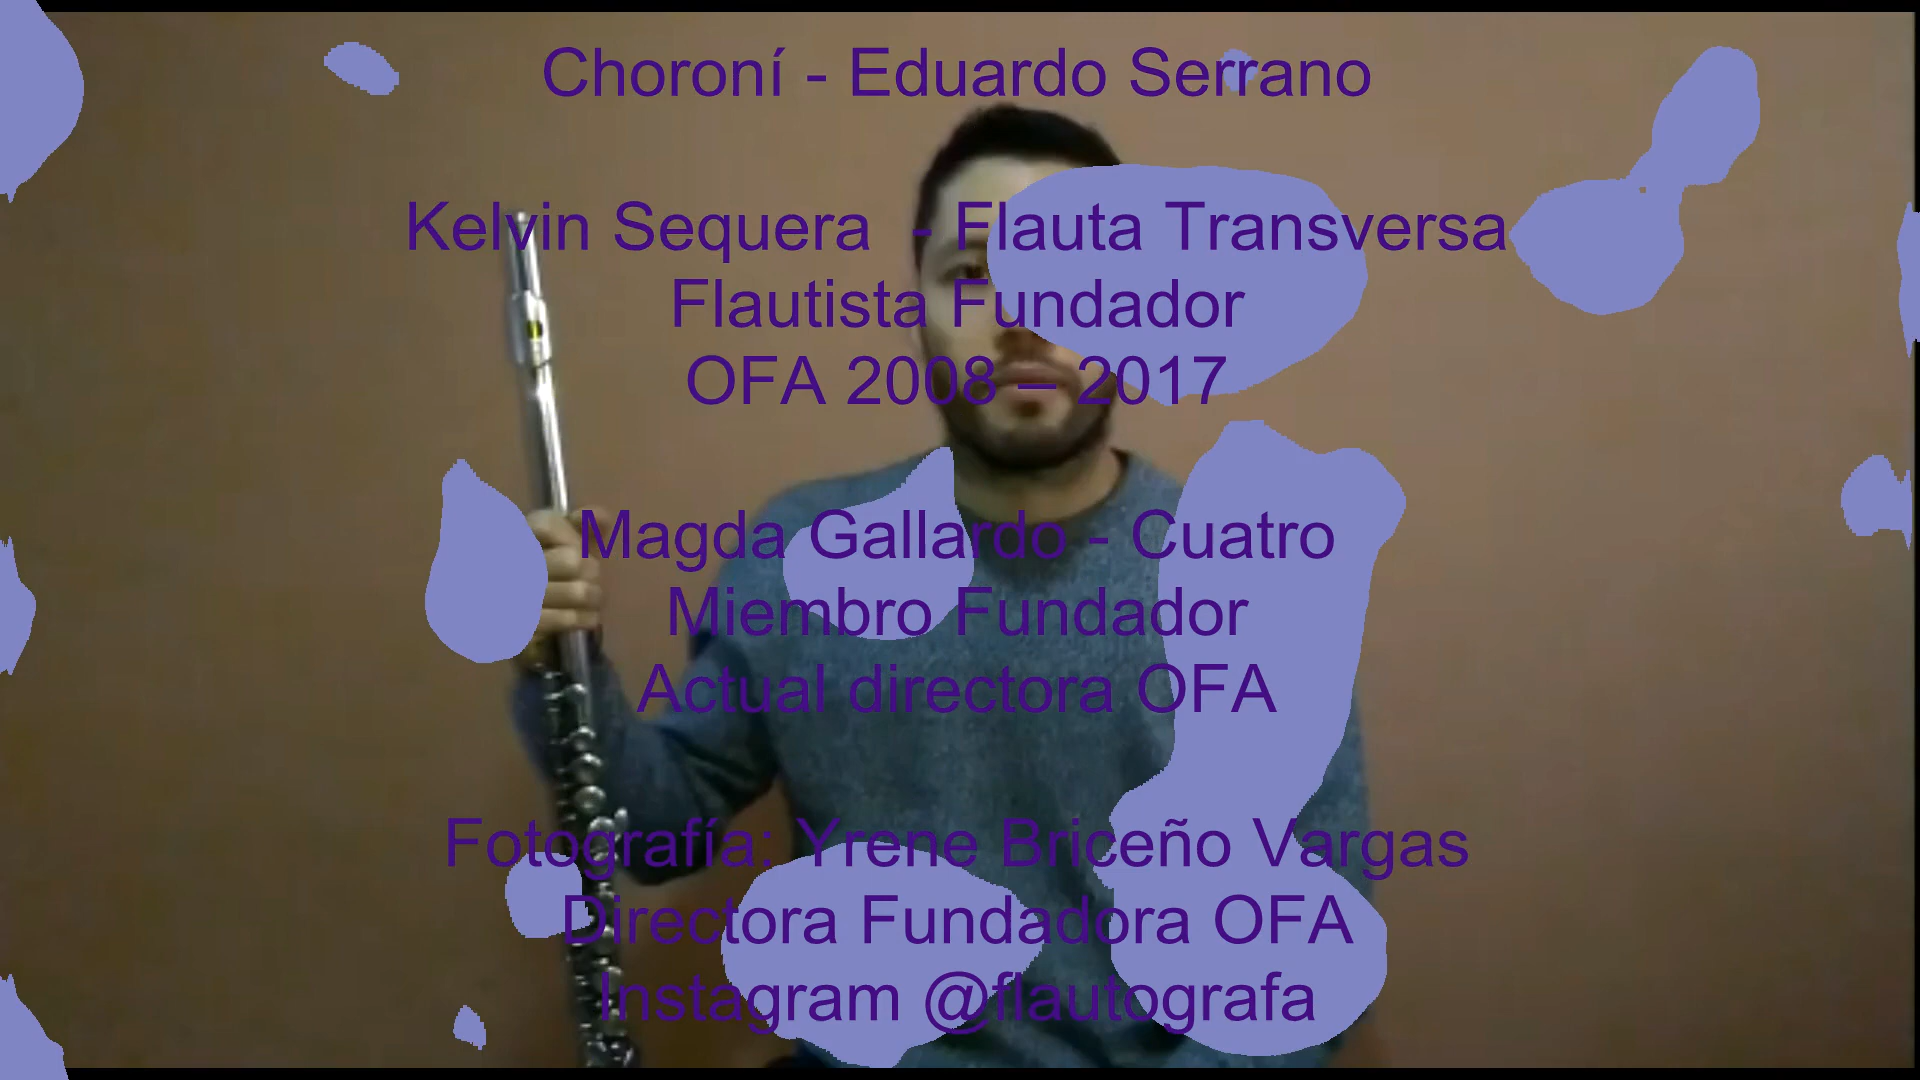 Choroní - Eduardo Serrano
Kelvin Sequera - Flauta Transversa
Flautista Fundador
OFA 2008 – 2017
Magda Gallardo - Cuatro
Miembro Fundador
Actual directora OFA
Fotografía: Yrene Briceño Vargas
Directora Fundadora OFA
Instagram @flautografa